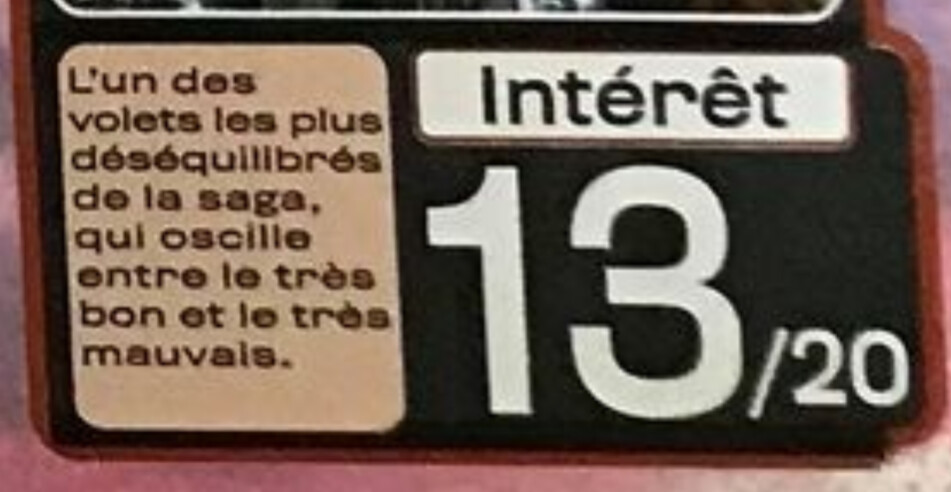 L'un des
volets les plus
déséquilibrés
de la saga,
qui oscille
entre le très
bon et le très
mauvais.
Intérêt
13/20